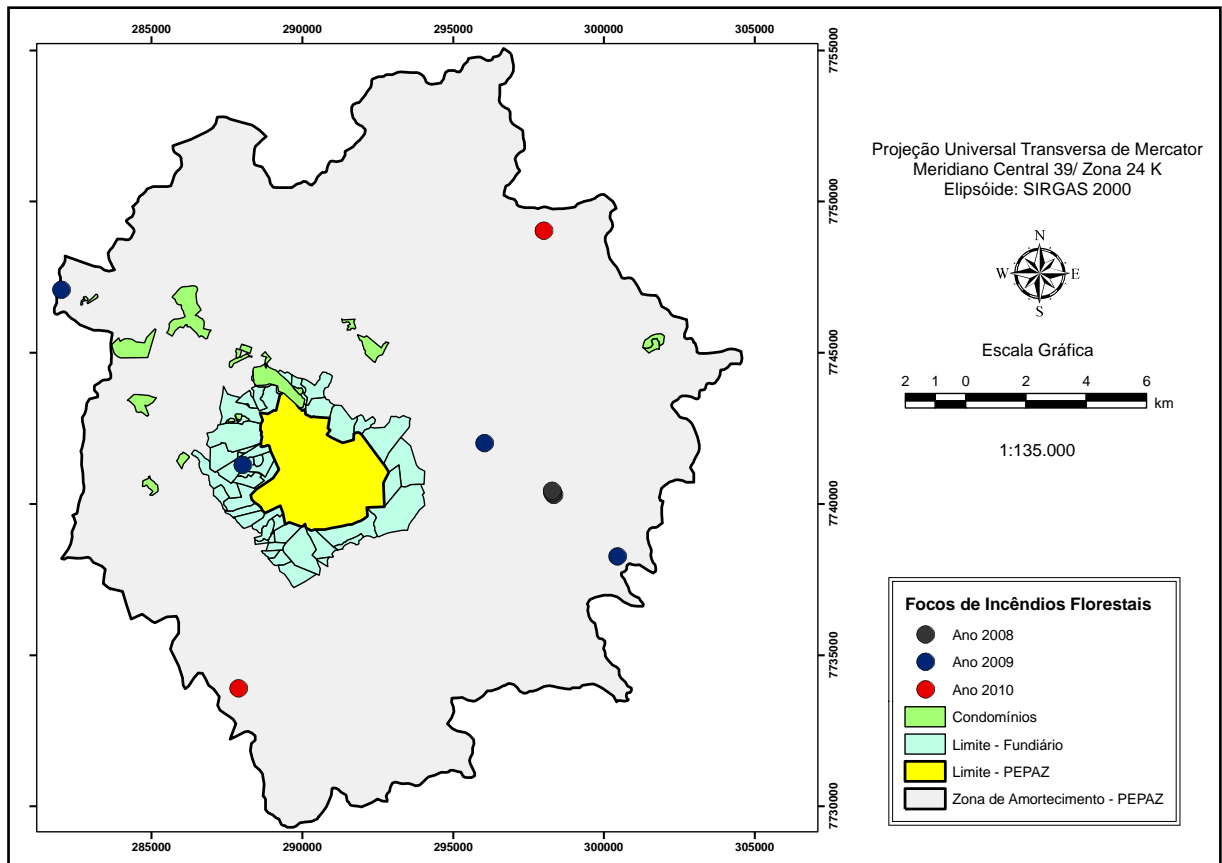 285000 290000 295000 300000 305000
7755000
7750000
7745000
7740000
7735000
7730000
285000 290000 295000 300000 305000
Projeção Universal Transversa de Mercator
Meridiano Central 39/ Zona 24 K
Elipsóide: SIRGAS 2000
N
W E
S
Escala Gráfica
2 1 0 2 4 6
km
1:135.000
Focos de Incêndios Florestais
Ano 2008
Ano 2009
Ano 2010
Condomínios
Limite - Fundiário
Limite - PEPAZ
Zona de Amortecimento - PEPAZ